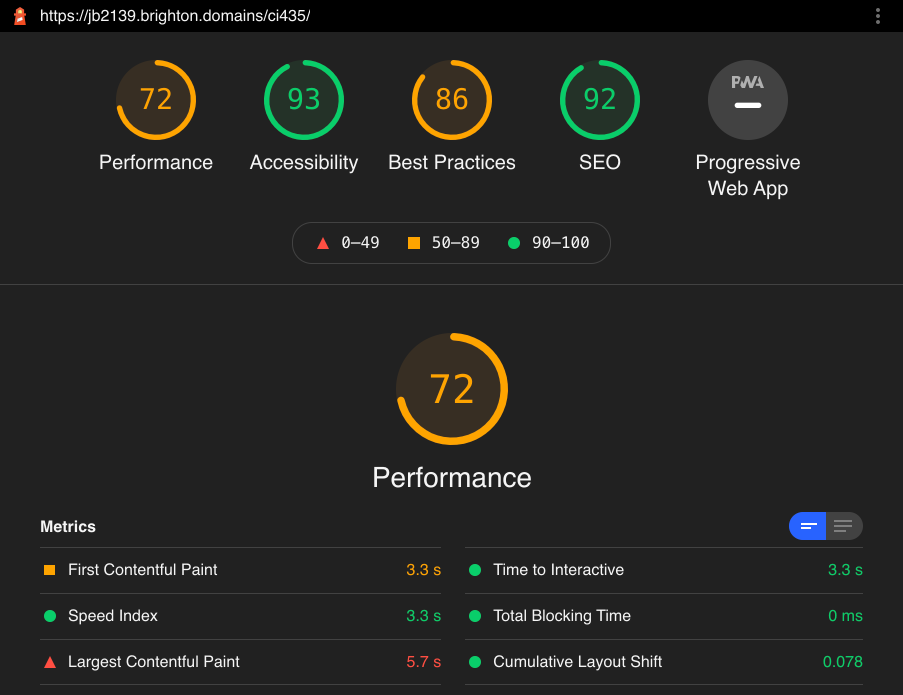 https://jb2139.brighton.domains/ci435/
72 93 86 92 PWA
Performance Accessibility Best Practices SEO Progressive
Web App
0–49 50–89 90–100
72
Performance
Metrics
First Contentful Paint 3.3 s Time to Interactive 3.3 s
Speed Index 3.3 s Total Blocking Time 0 ms
Largest Contentful Paint 5.7 s Cumulative Layout Shift 0.078